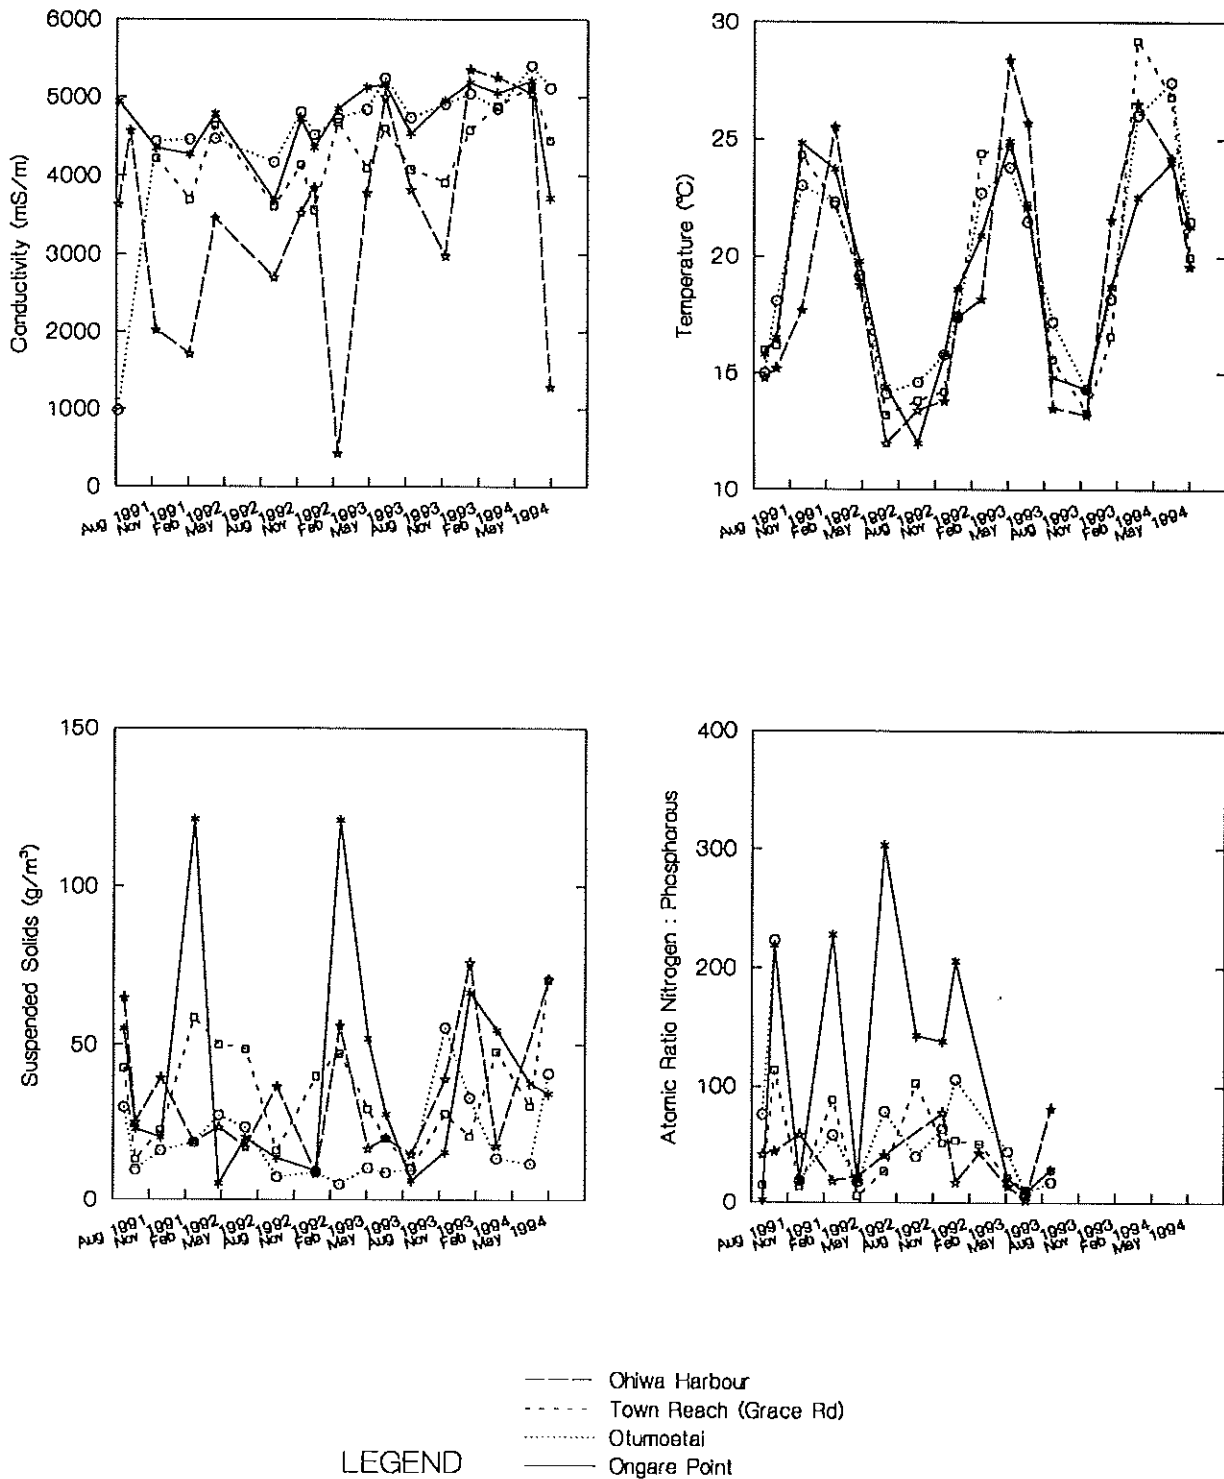 6000
5000
4000
3000
2000
1000
0
Conductivity (mS/m)
Aug 1991
Nov 1991
Feb 1992
May 1992
Aug 1992
Nov 1992
Feb 1993
May 1993
Aug 1993
Nov 1993
Feb 1994
May 1994
30
25
20
15
10
Temperature (°C)
Aug 1991
Nov 1991
Feb 1992
May 1992
Aug 1992
Nov 1992
Feb 1993
May 1993
Aug 1993
Nov 1993
Feb 1994
May 1994
150
100
50
0
Suspended Solids (g/m³)
Aug 1991
Nov 1991
Feb 1992
May 1992
Aug 1992
Nov 1992
Feb 1993
May 1993
Aug 1993
Nov 1993
Feb 1994
May 1994
400
300
200
100
0
Atomic Ratio Nitrogen : Phosphorous
Aug 1991
Nov 1991
Feb 1992
May 1992
Aug 1992
Nov 1992
Feb 1993
May 1993
Aug 1993
Nov 1993
Feb 1994
May 1994
LEGEND
Ohiwa Harbour
Town Reach (Grace Rd)
Otumoetai
Ongare Point